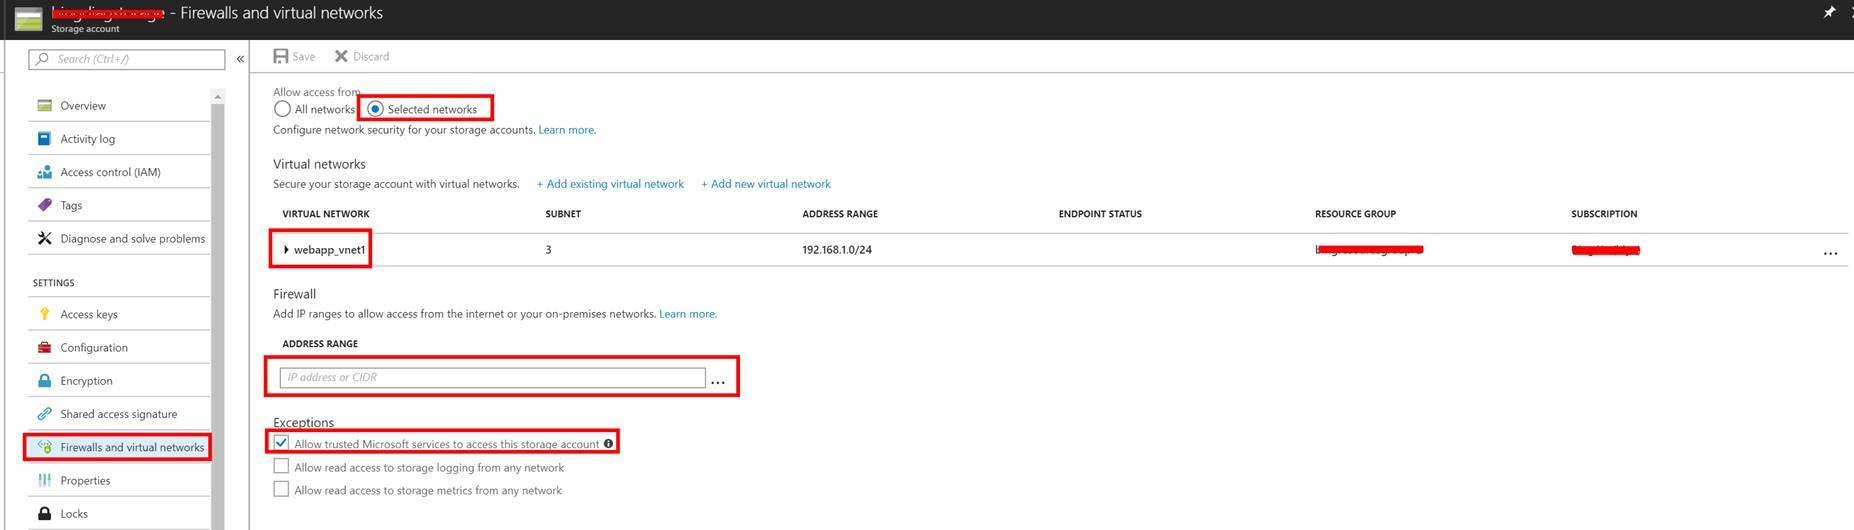 - Firewalls and virtual networks
Storage account
Search (Ctrl+/)
«
Overview
Activity log
Access control (IAM)
Tags
Diagnose and solve problems
SETTINGS
Access keys
Configuration
Encryption
Shared access signature
Firewalls and virtual networks
Properties
Locks
Save Discard
Allow access from
All networks Selected networks
Configure network security for your storage accounts. Learn more.
Virtual networks
Secure your storage account with virtual networks. + Add existing virtual network + Add new virtual network
VIRTUAL NETWORK SUBNET ADDRESS RANGE ENDPOINT STATUS RESOURCE GROUP SUBSCRIPTION
webapp_vnet1 3 192.168.1.0/24 ...
Firewall
Add IP ranges to allow access from the internet or your on-premises networks. Learn more.
ADDRESS RANGE
IP address or CIDR ...
Exceptions
Allow trusted Microsoft services to access this storage account
Allow read access to storage logging from any network
Allow read access to storage metrics from any network